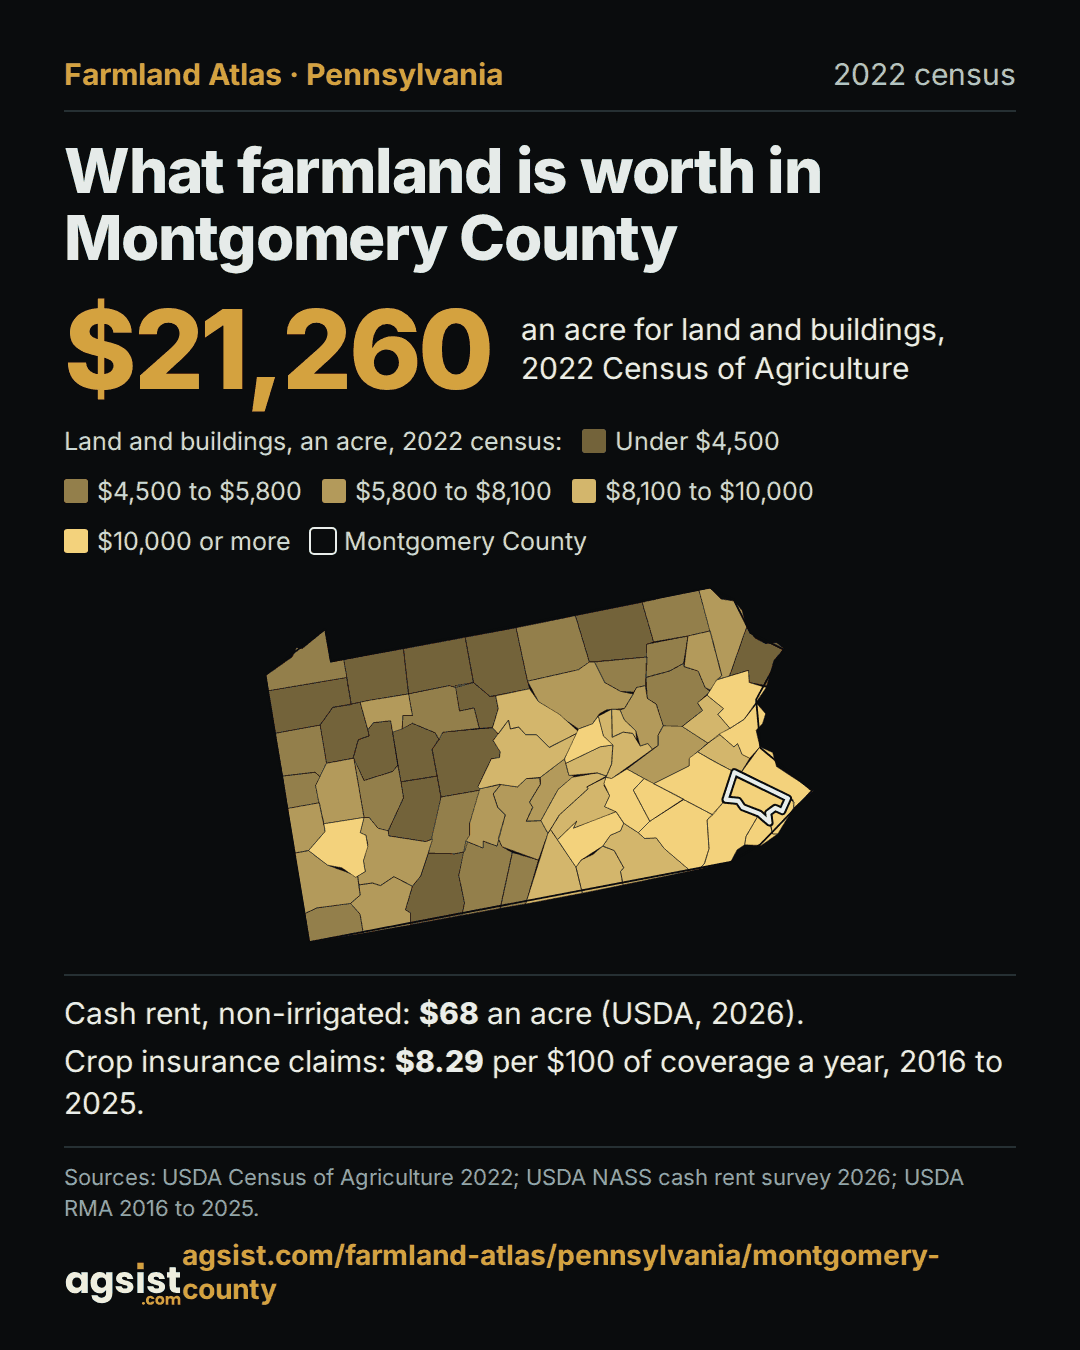 Farmland Atlas · Pennsylvania
2022 census
What farmland is worth in
Montgomery County
$21,260
an acre for land and buildings,
2022 Census of Agriculture
Land and buildings, an acre, 2022 census: Under $4,500
$4,500 to $5,800 $5,800 to $8,100 $8,100 to $10,000
$10,000 or more Montgomery County
Cash rent, non-irrigated: $68 an acre (USDA, 2026).
Crop insurance claims: $8.29 per $100 of coverage a year, 2016 to
2025.
Sources: USDA Census of Agriculture 2022; USDA NASS cash rent survey 2026; USDA
RMA 2016 to 2025.
agsist.com
agsist.com/farmland-atlas/pennsylvania/montgomery-
county